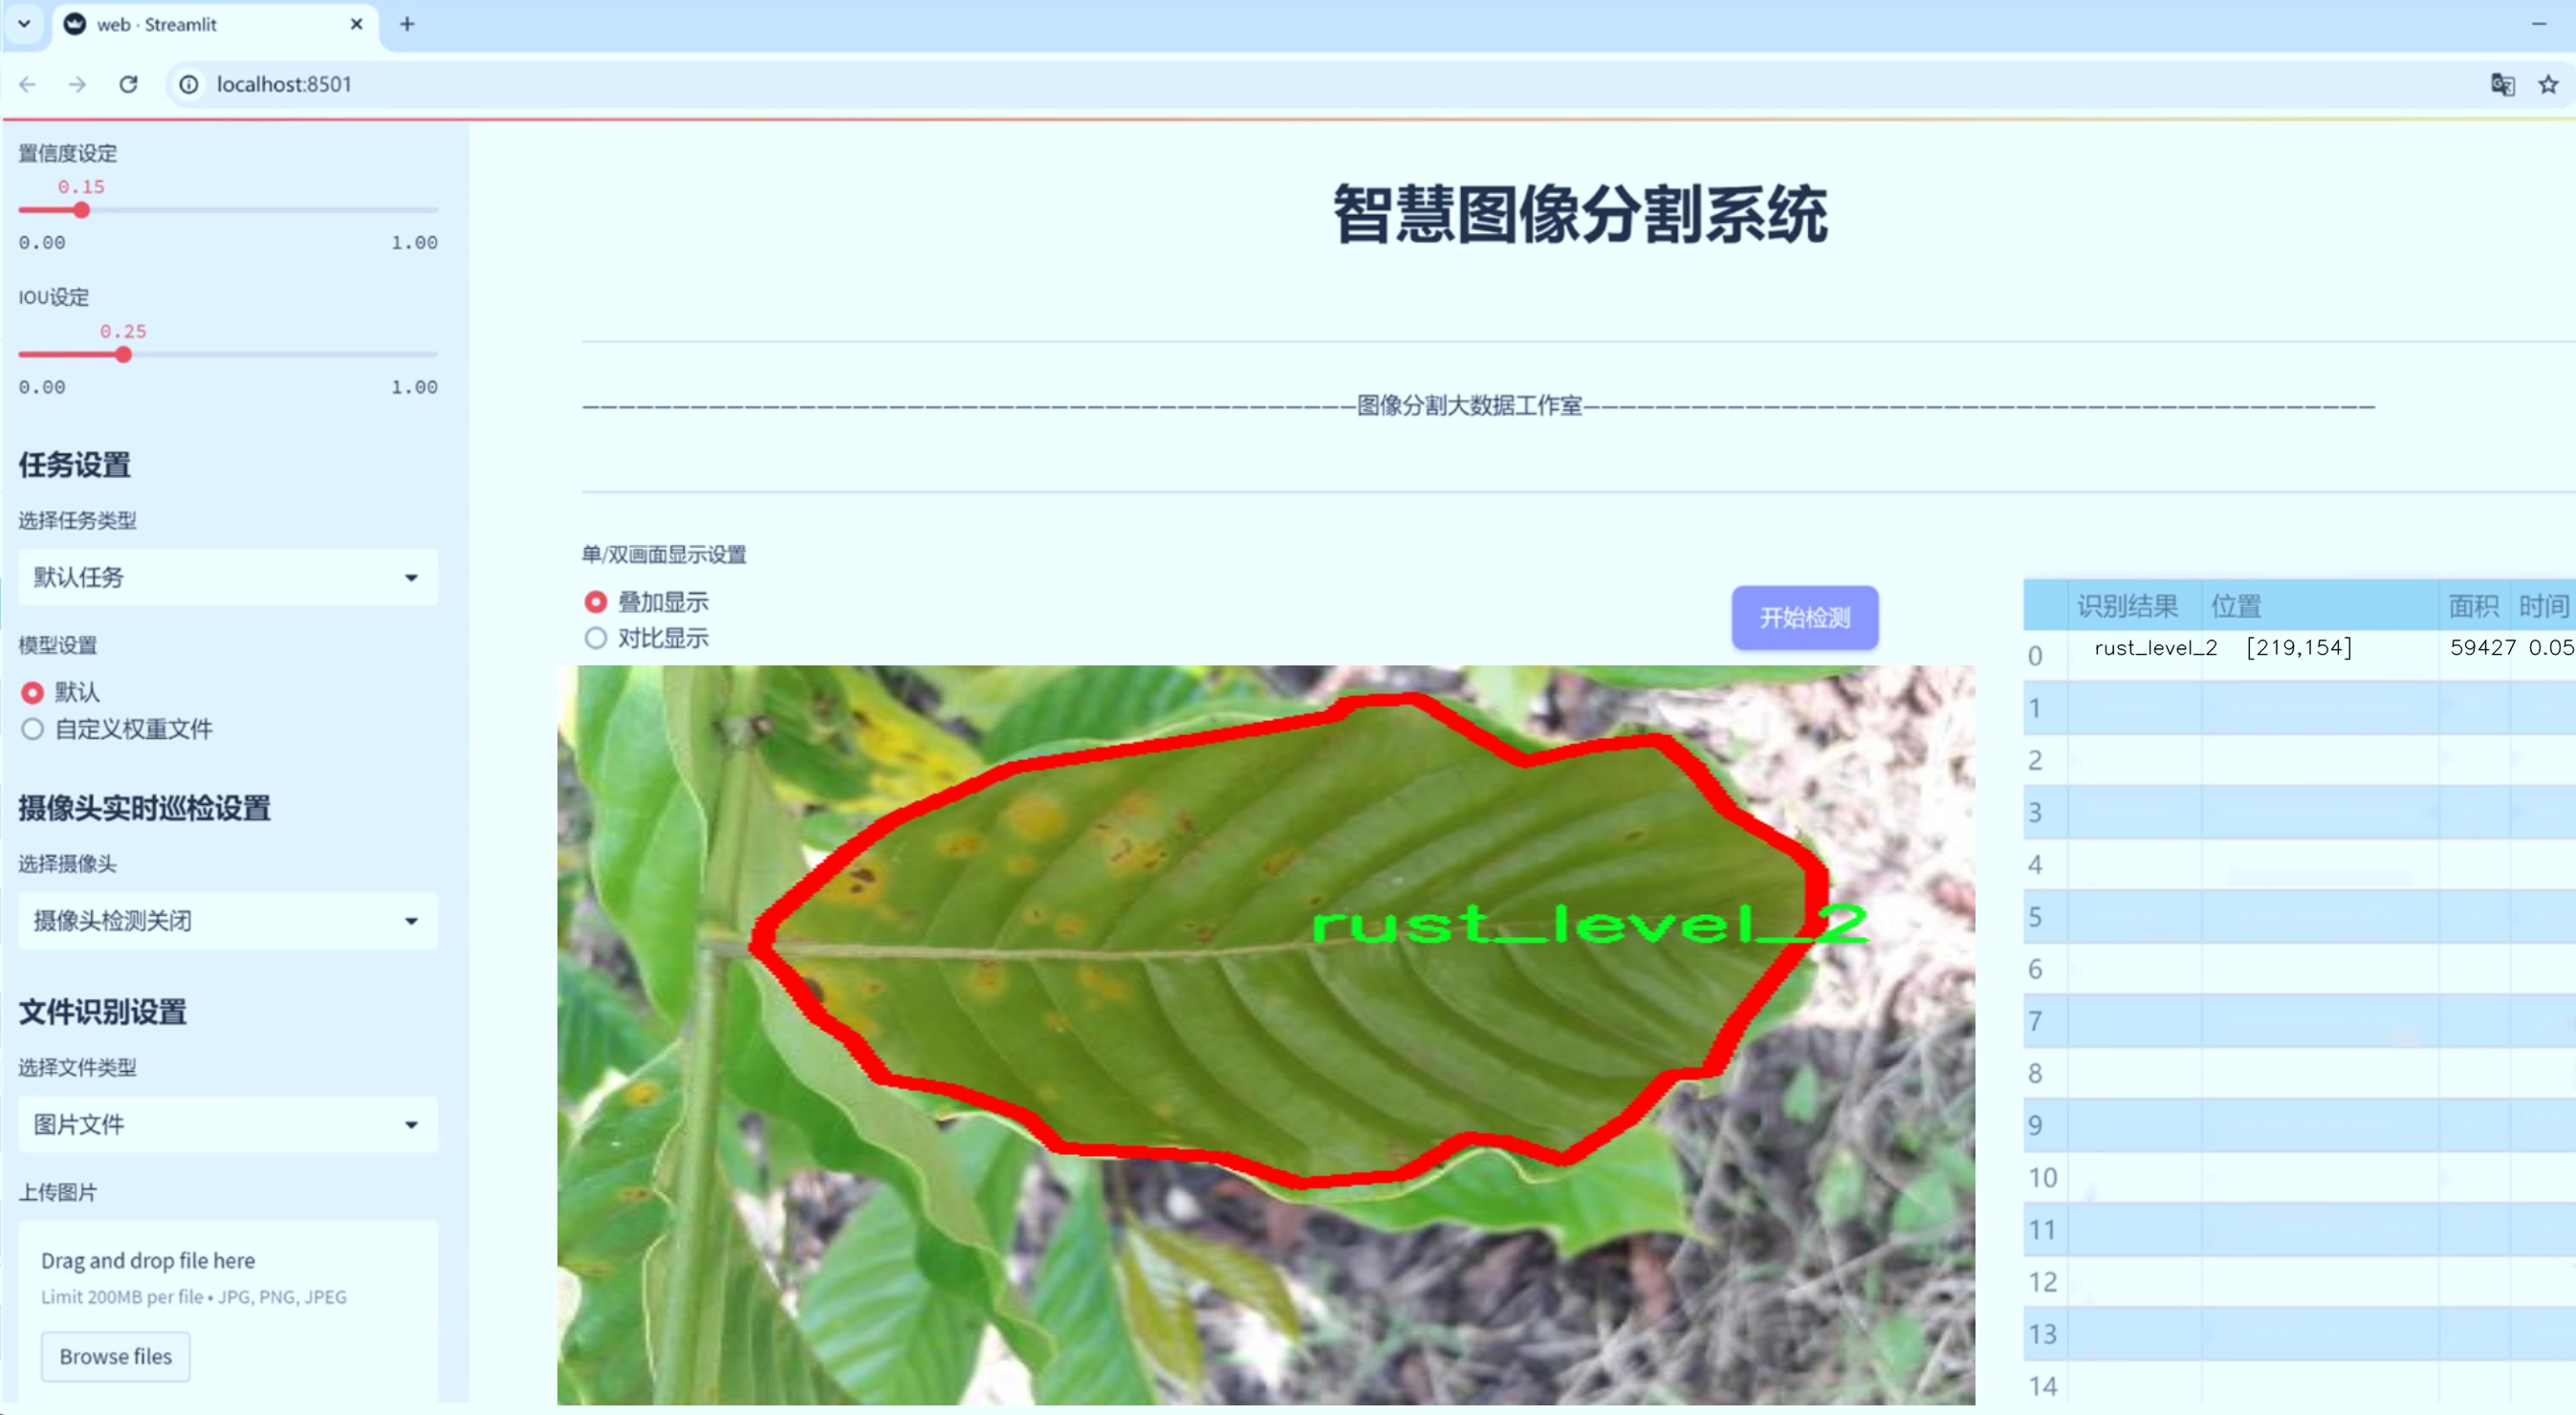 web · Streamlit
localhost:8501
置信度设定
0.15
0.00 1.00
IOU设定
0.25
0.00 1.00
任务设置
选择任务类型
默认任务
模型设置
默认
自定义权重文件
摄像头实时巡检设置
选择摄像头
摄像头检测关闭
文件识别设置
选择文件类型
图片文件
上传图片
Drag and drop file here
Limit 200MB per file • JPG, PNG, JPEG
Browse files
智慧图像分割系统
———————————————————————————————————————————图像分割大数据工作室————————————————————————————————————————————
单/双画面显示设置
叠加显示
对比显示
开始检测
rust_level_2
识别结果 位置 面积 时间
0 rust_level_2 [219,154] 59427 0.05
1
2
3
4
5
6
7
8
9
10
11
12
13
14